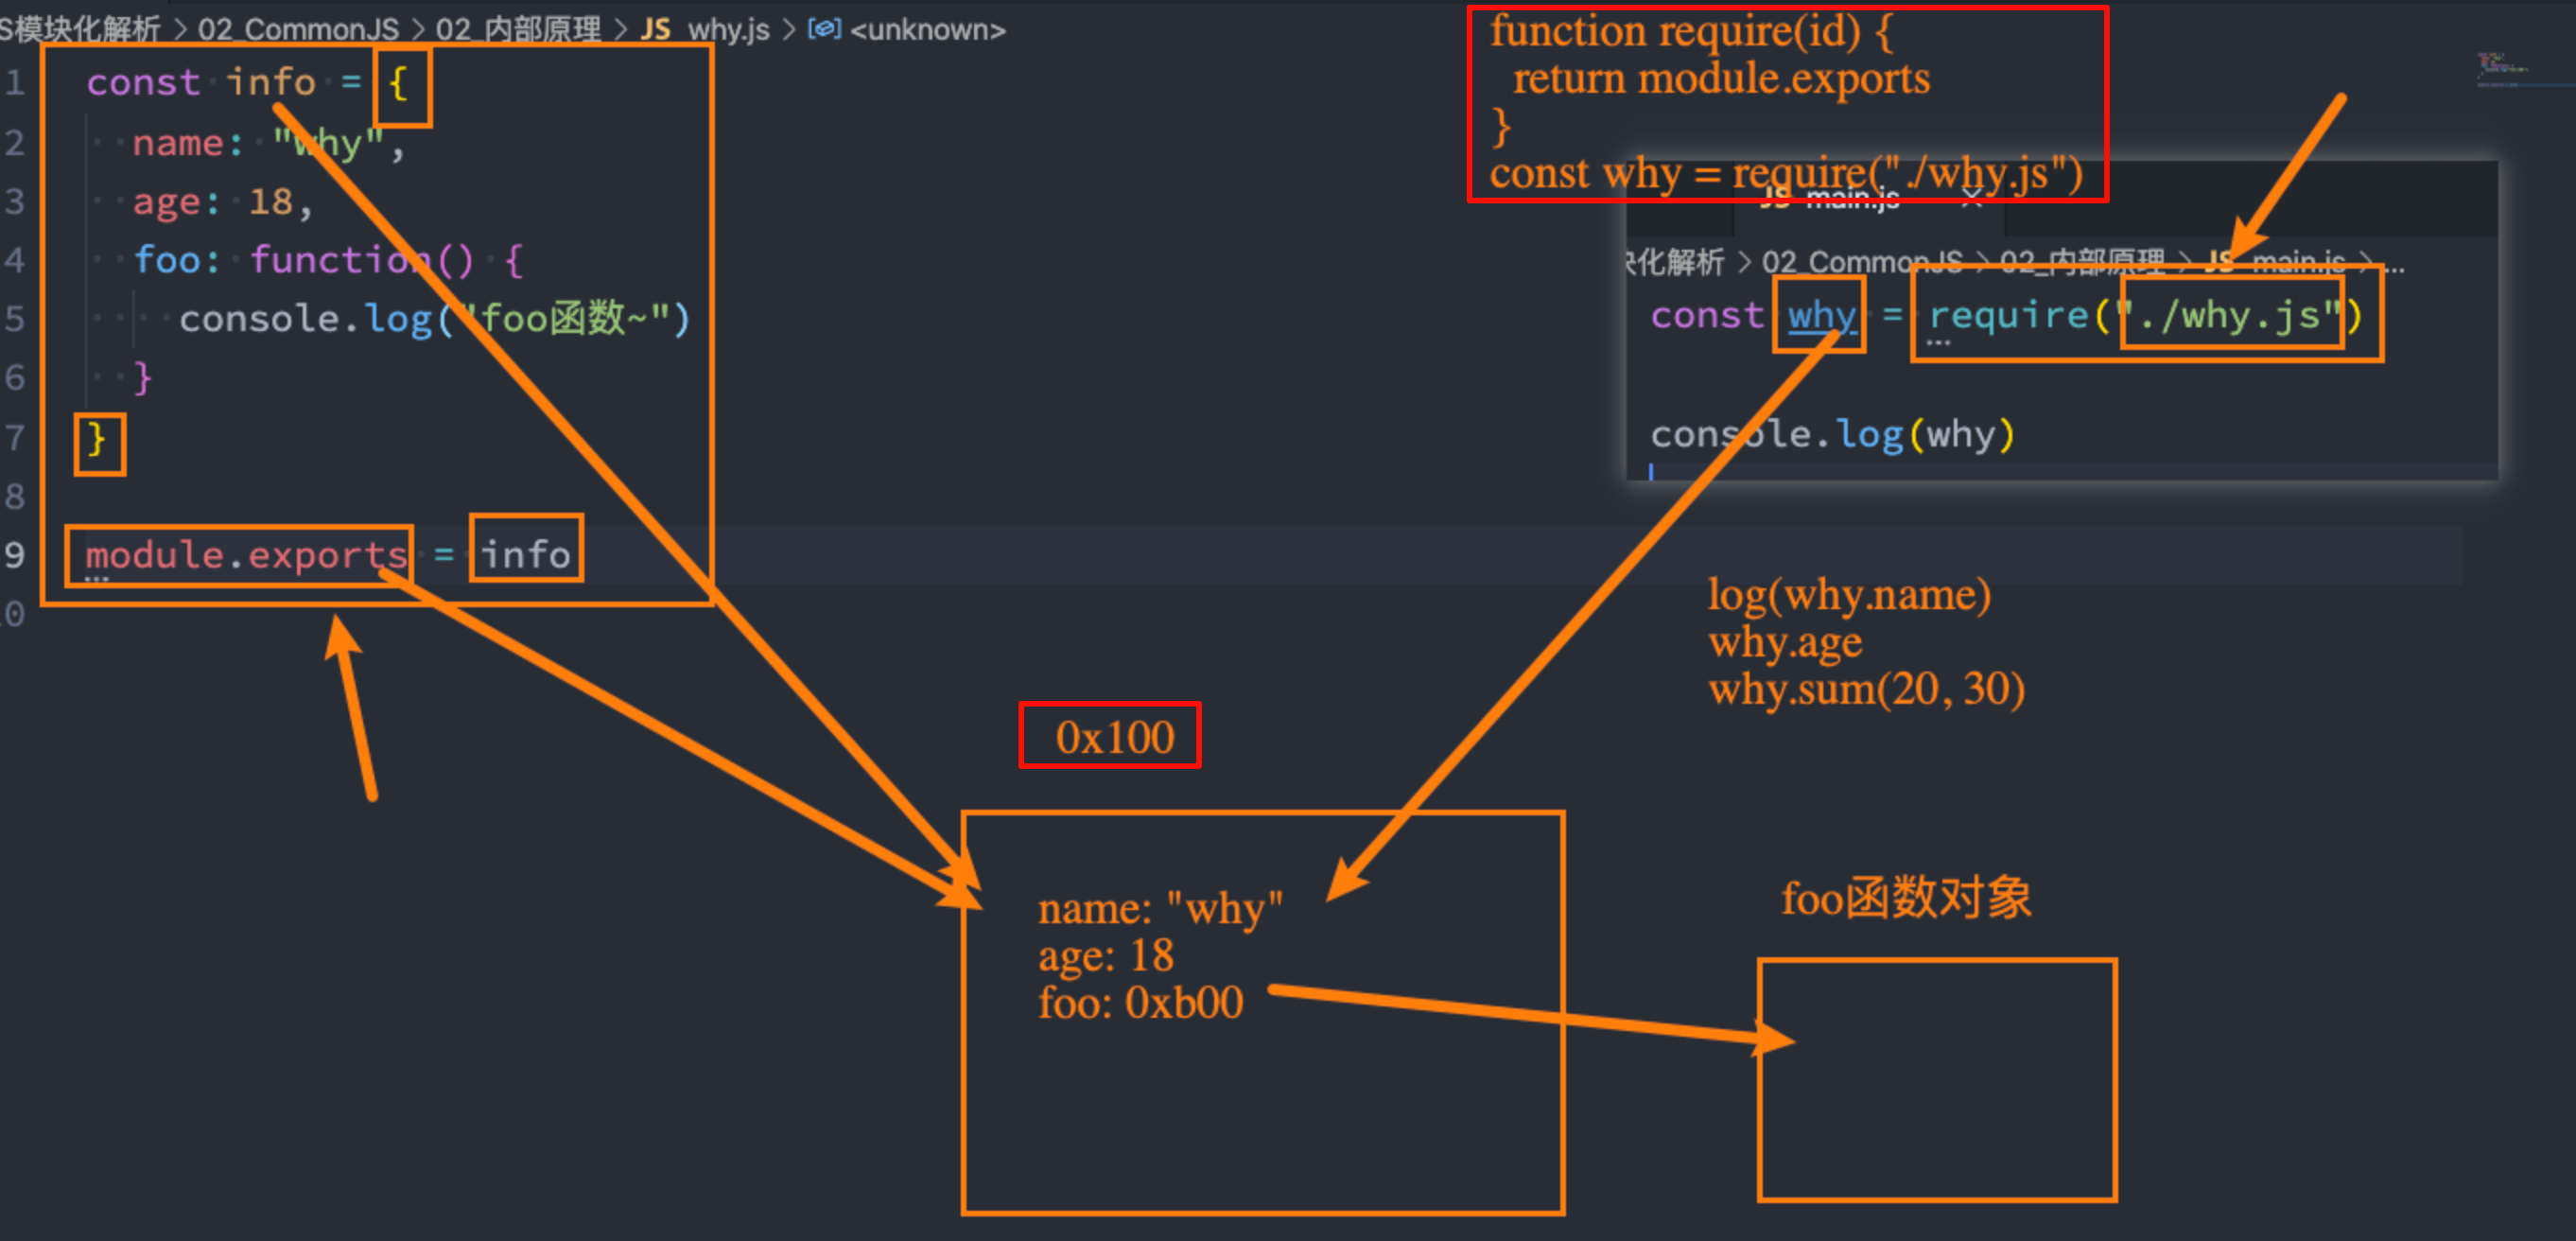 S模块化解析 > 02_CommonJS > 02_内部原理 > JS why.js > <unknown>
1 const info = {
2 name: "why",
3 age: 18,
4 foo: function() {
5 console.log("foo函数~")
6 }
7 }
8
9 module.exports = info
10
function require(id) {
return module.exports
}
const why = require("./why.js")
JS main.js ×
块化解析 > 02_CommonJS > 02_内部原理 > JS main.js > ...
const why = require("./why.js")
console.log(why)
log(why.name)
why.age
why.sum(20, 30)
0x100
name: "why"
age: 18
foo: 0xb00
foo函数对象